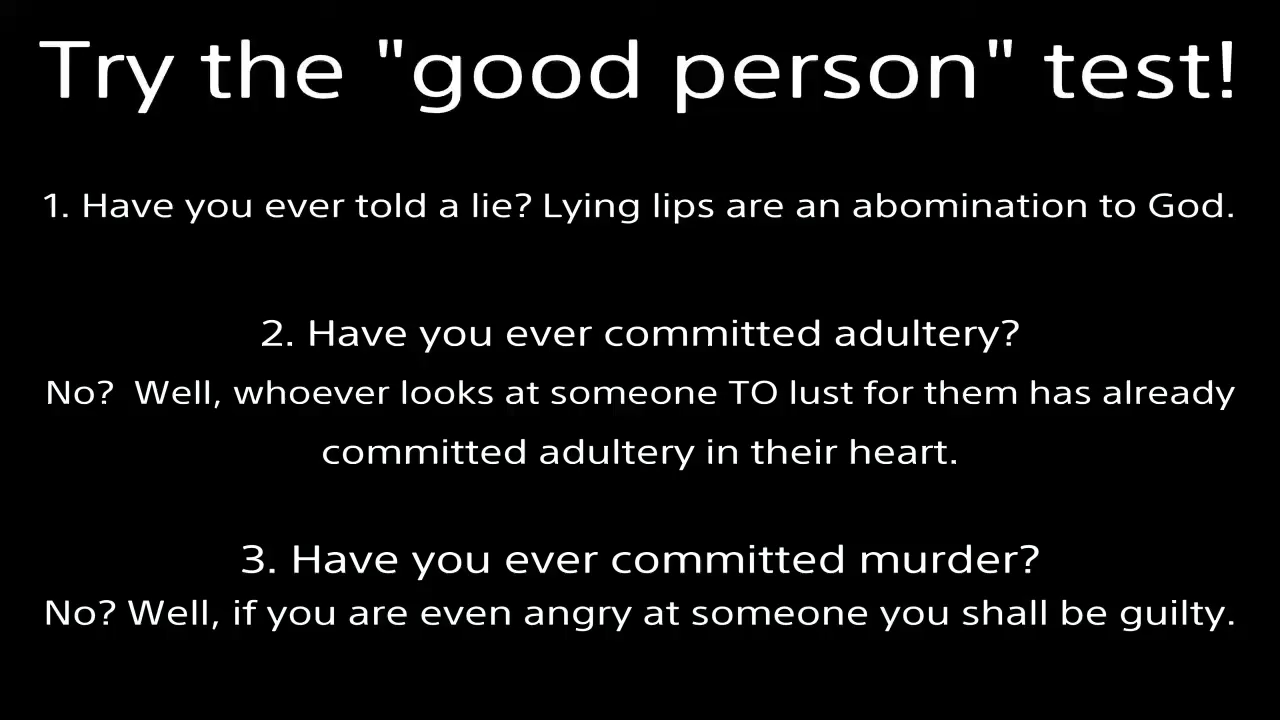 Try the "good person" test!
1. Have you ever told a lie? Lying lips are an abomination to God.
2. Have you ever committed adultery?
No?  Well, whoever looks at someone TO lust for them has already
committed adultery in their heart.
3. Have you ever committed murder?
No? Well, if you are even angry at someone you shall be guilty.